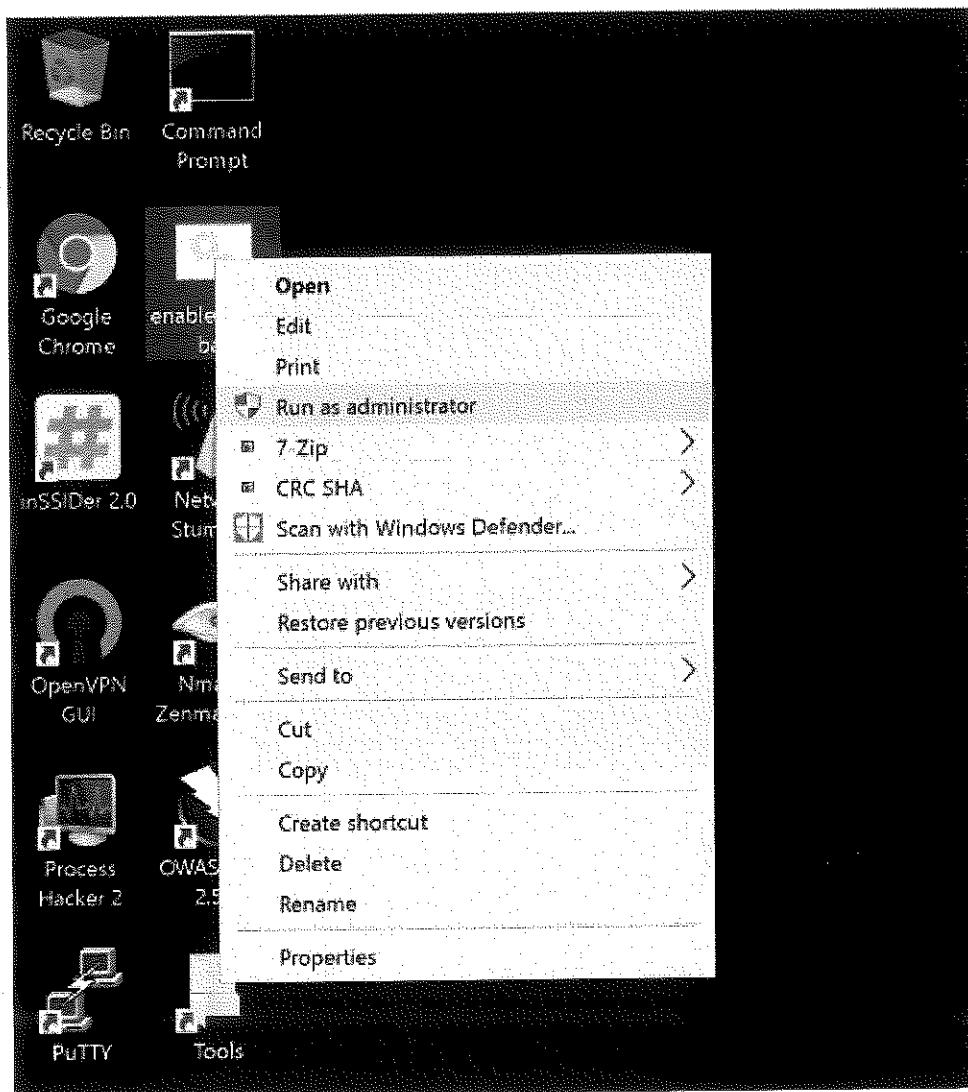 Recycle Bin
Command
Prompt
Google
Chrome
enable
Open
Edit
Print
Run as administrator
7-Zip
CRC SHA
Scan with Windows Defender...
Share with
Restore previous versions
Send to
Cut
Copy
Create shortcut
Delete
Rename
Properties
inSSIDer 2.0
Net
Stum
OpenVPN
GUI
Nma
Zenma
Process
Hacker 2
OWAS
2.5
PuTTY
Tools